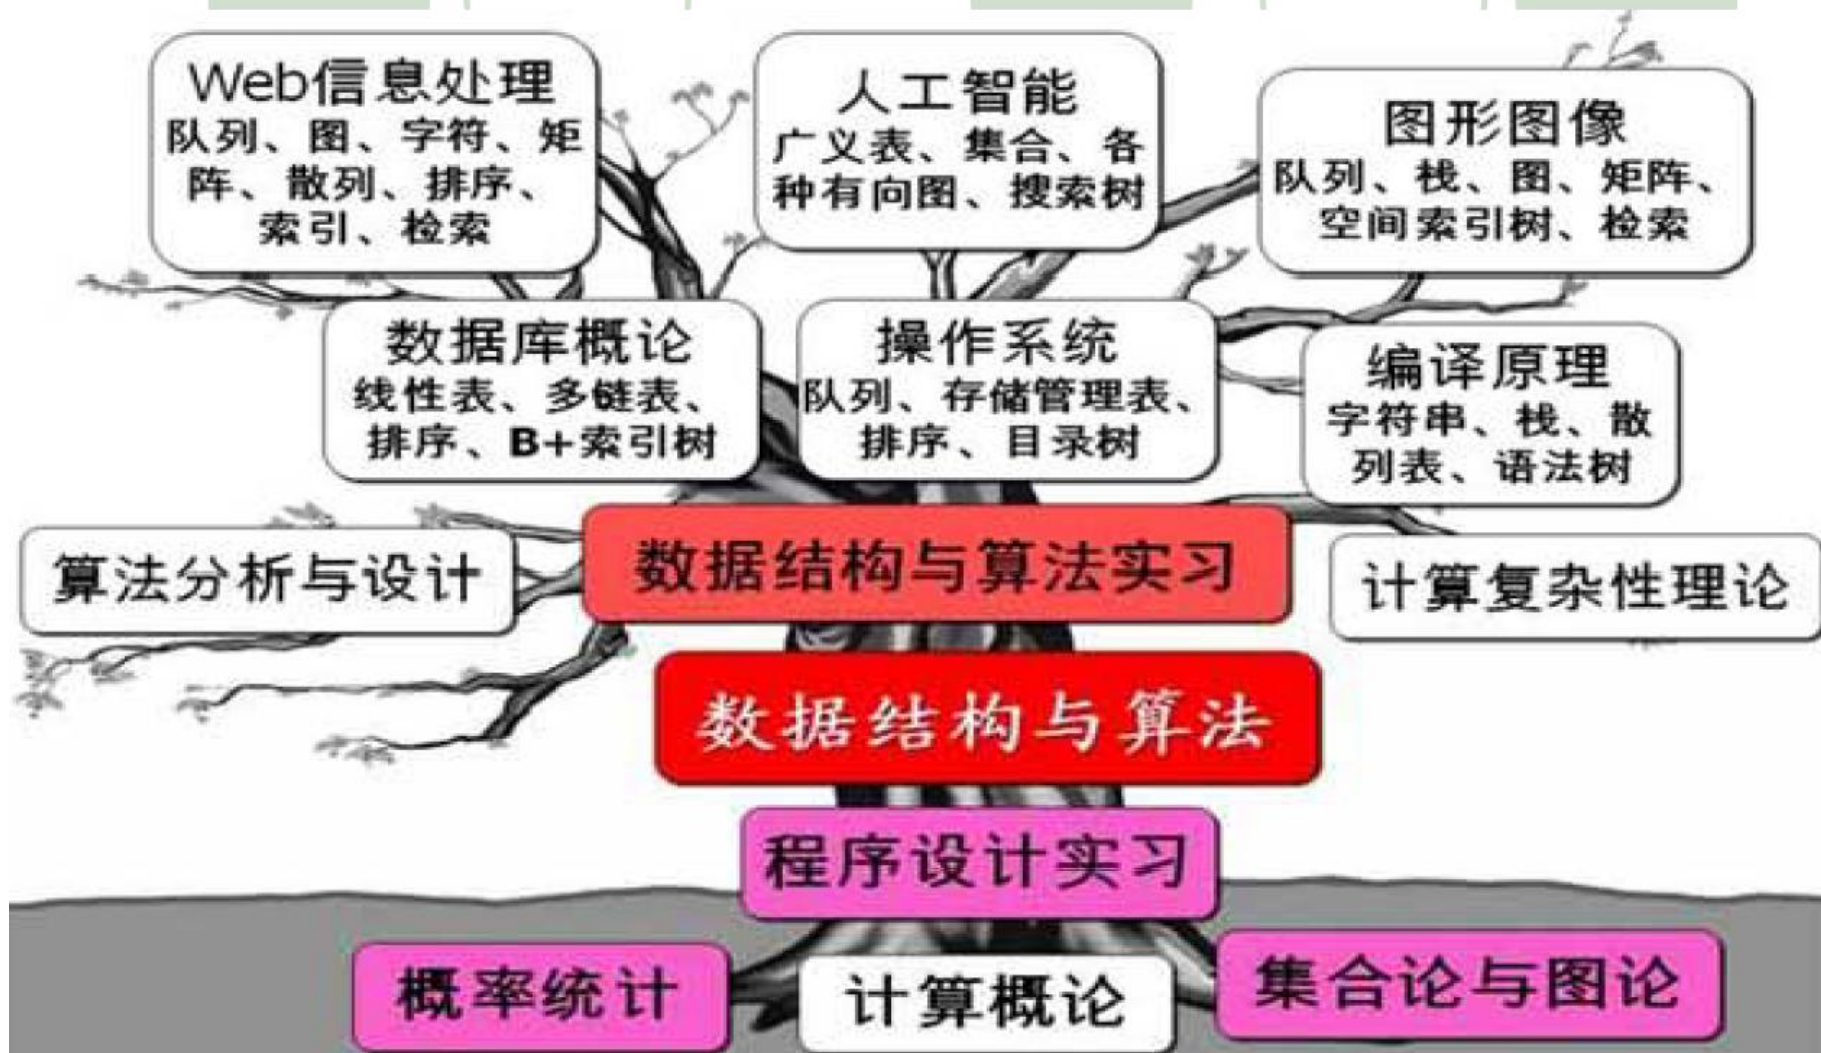 Web信息处理
队列、图、字符、矩
阵、散列、排序、
索引、检索
人工智能
广义表、集合、各
种有向图、搜索树
图形图像
队列、栈、图、矩阵、
空间索引树、检索
数据库概论
线性表、多链表、
排序、B+索引树
操作系统
队列、存储管理表、
排序、目录树
编译原理
字符串、栈、散
列表、语法树
算法分析与设计
数据结构与算法实习
计算复杂性理论
数据结构与算法
程序设计实习
概率统计
计算概论
集合论与图论